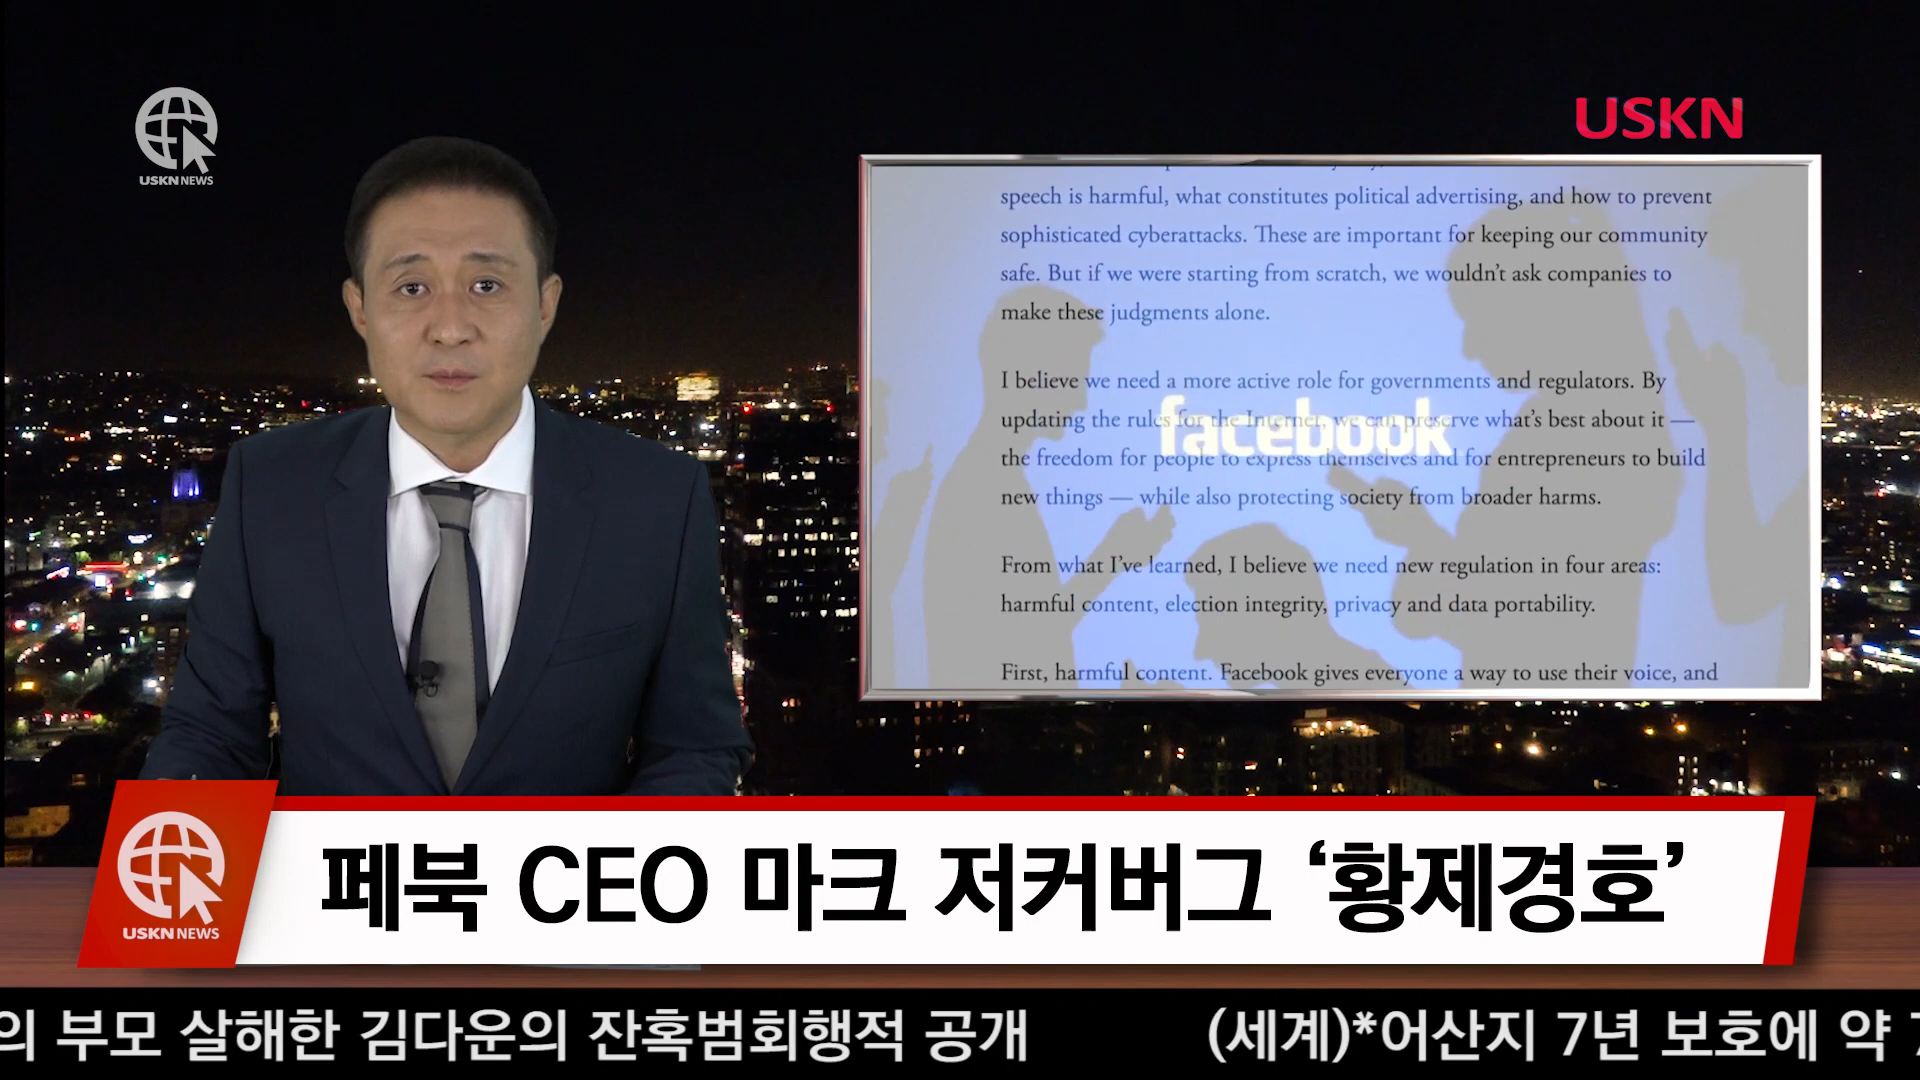 USKN NEWS
USKN
speech is harmful, what constitutes political advertising, and how to prevent
sophisticated cyberattacks. These are important for keeping our community
safe. But if we were starting from scratch, we wouldn't ask companies to
make these judgments alone.
I believe we need a more active role for governments and regulators. By
updating the rules for the Internet, we can preserve what's best about it —
facebook
the freedom for people to express themselves and for entrepreneurs to build
new things — while also protecting society from broader harms.
From what I've learned, I believe we need new regulation in four areas:
harmful content, election integrity, privacy and data portability.
First, harmful content. Facebook gives everyone a way to use their voice, and
페북 CEO 마크 저커버그 ‘황제경호’
USKN NEWS
의 부모 살해한 김다운의 잔혹범회행적 공개 (세계)*어산지 7년 보호에 약